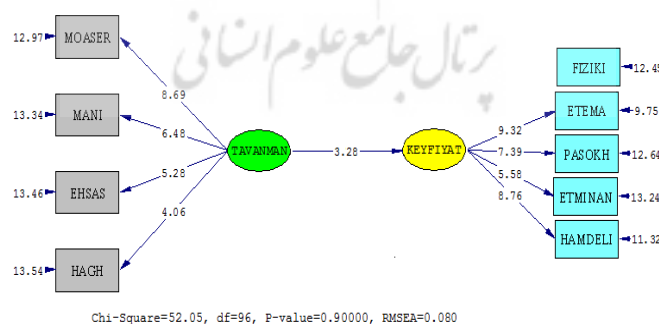 پرتال جامع علوم انسانی
12.97 MOASER
13.34 MANI
13.46 EHSAS
13.54 HAGH
8.69
6.48
5.28
4.06
TAVANMAN
3.28
KEYFIYAT
9.32
7.39
5.58
8.76
FIZIKI 12.45
ETEMA 9.75
PASOKH 12.64
ETMINAN 13.24
HAMDELI 11.32
Chi-Square=52.05, df=96, P-value=0.90000, RMSEA=0.080